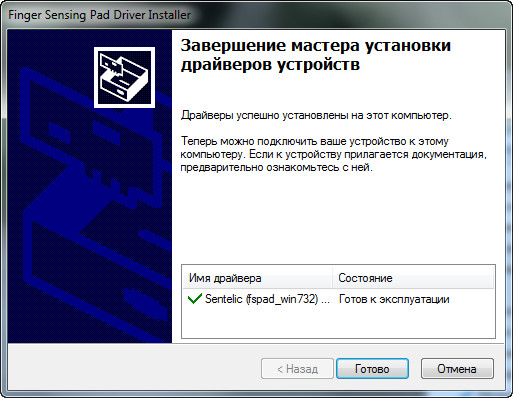 Finger Sensing Pad Driver Installer
Завершение мастера установки
драйверов устройств
Драйверы успешно установлены на этот компьютер.
Теперь можно подключить ваше устройство к этому
компьютеру. Если к устройству прилагается документация,
предварительно ознакомьтесь с ней.
Имя драйвера Состояние
Sentelic (fspad_win732) ... Готов к эксплуатации
< Назад Готово Отмена